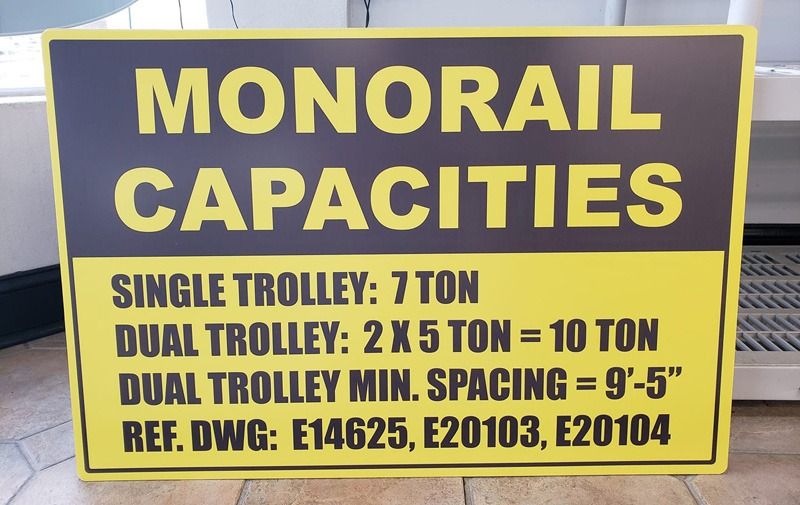 MONORAIL
CAPACITIES
SINGLE TROLLEY: 7 TON
DUAL TROLLEY: 2 X 5 TON = 10 TON
DUAL TROLLEY MIN. SPACING = 9'-5”
REF. DWG: E14625, E20103, E20104